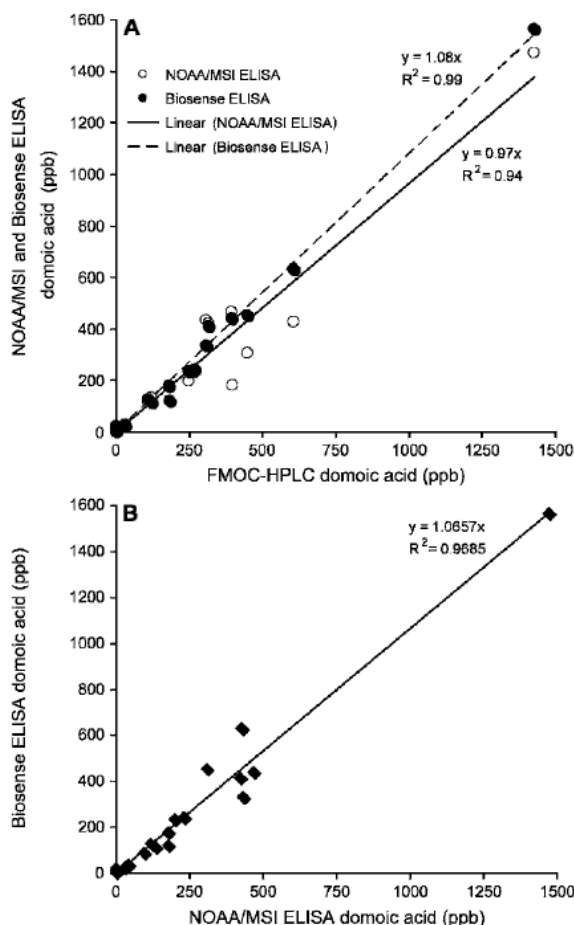 A
NOAA/MSI ELISA
Biosense ELISA
Linear (NOAA/MSI ELISA)
Linear (Biosense ELISA)
y = 1.08x
R² = 0.99
y = 0.97x
R² = 0.94
1600
1400
1200
1000
800
600
400
200
0
0
250
500
750
1000
1250
1500
NOAA/MSI and Biosense ELISA
domoic acid (ppb)
FMOC-HPLC domoic acid (ppb)
B
y = 1.0657x
R² = 0.9685
1600
1400
1200
1000
800
600
400
200
0
0
250
500
750
1000
1250
1500
Biosense ELISA domoic acid (ppb)
NOAA/MSI ELISA domoic acid (ppb)